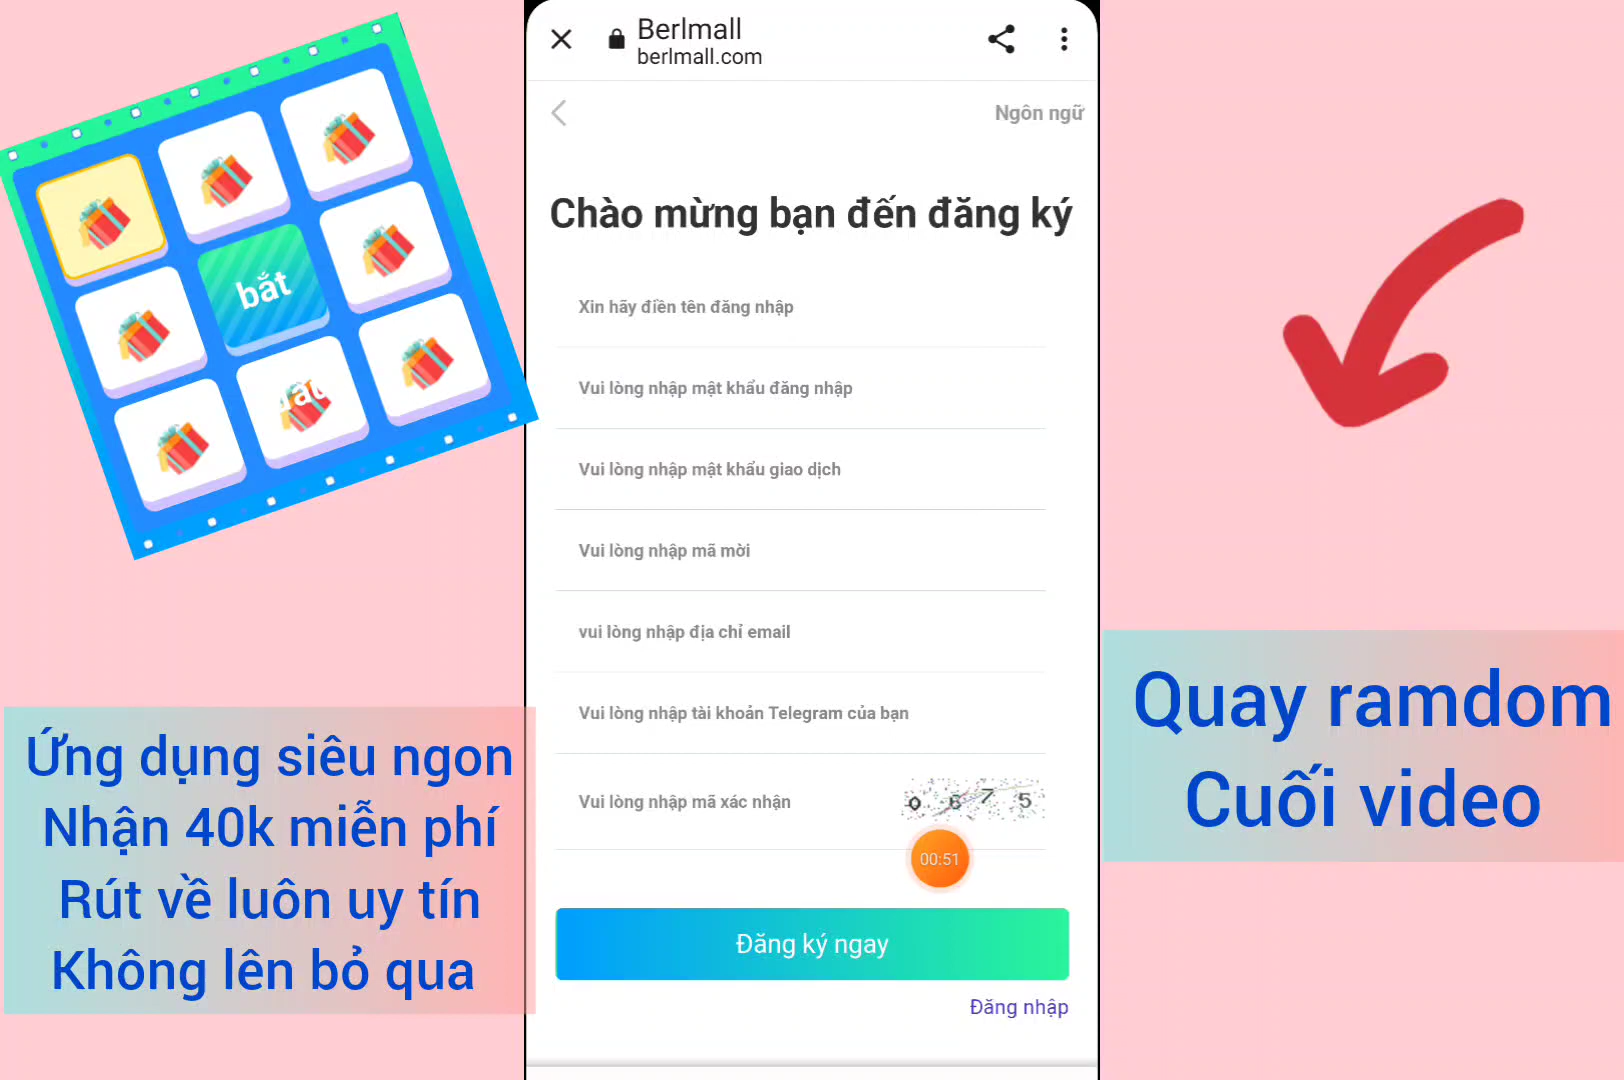 Berlmall
berlmall.com
Ngôn ngữ
Chào mừng bạn đến đăng ký
Xin hãy điền tên đăng nhập
Vui lòng nhập mật khẩu đăng nhập
Vui lòng nhập mật khẩu giao dịch
Vui lòng nhập mã mời
vui lòng nhập địa chỉ email
Vui lòng nhập tài khoản Telegram của bạn
Vui lòng nhập mã xác nhận
0 6 7 5
00:51
Đăng ký ngay
Đăng nhập
bắt
Ứng dụng siêu ngon
Nhận 40k miễn phí
Rút về luôn uy tín
Không lên bỏ qua
Quay ramdom
Cuối video